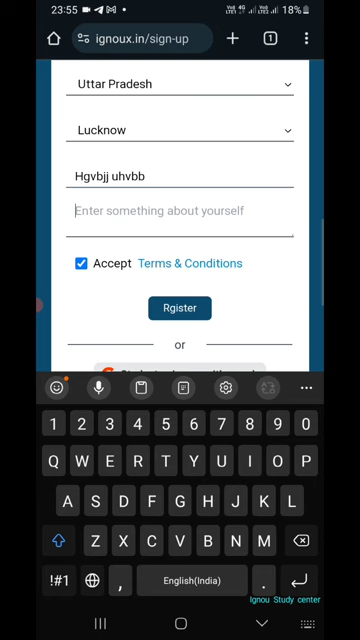 23:55 18%
ignoux.in/sign-up
1
Uttar Pradesh
Lucknow
Hgvbjj uhvbb
Enter something about yourself
Accept Terms & Conditions
Rgister
or
1 2 3 4 5 6 7 8 9 0
Q W E R T Y U I O P
A S D F G H J K L
Z X C V B N M
!#1 , English(India) .
Ignou Study center